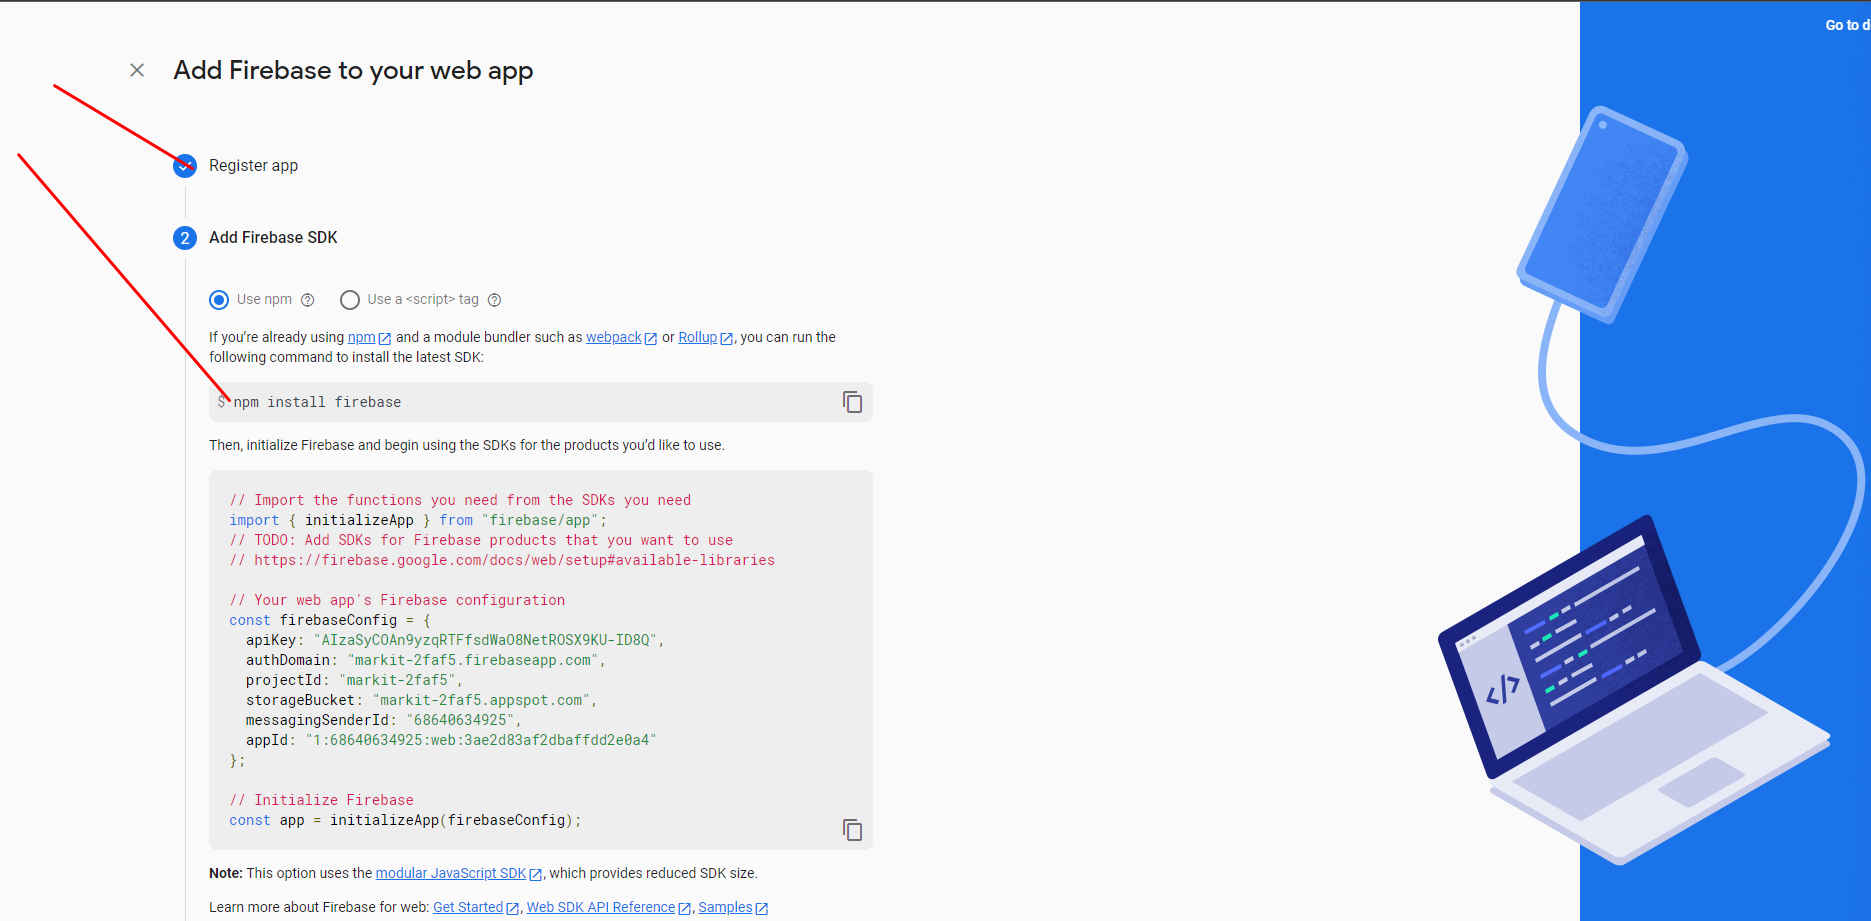 Go to d
Add Firebase to your web app
Register app
2 Add Firebase SDK
Use npm Use a <script> tag
If you're already using npm and a module bundler such as webpack or Rollup, you can run the
following command to install the latest SDK:
$ npm install firebase
Then, initialize Firebase and begin using the SDKs for the products you'd like to use.
// Import the functions you need from the SDKs you need
import { initializeApp } from "firebase/app";
// TODO: Add SDKs for Firebase products that you want to use
// https://firebase.google.com/docs/web/setup#available-libraries
// Your web app's Firebase configuration
const firebaseConfig = {
apiKey: "AIzaSyCOAn9yzqRTFfsdWaO8NetROSX9KU-ID8Q",
authDomain: "markit-2faf5.firebaseapp.com",
projectId: "markit-2faf5",
storageBucket: "markit-2faf5.appspot.com",
messagingSenderId: "68640634925",
appId: "1:68640634925:web:3ae2d83af2dbaffdd2e0a4"
};
// Initialize Firebase
const app = initializeApp(firebaseConfig);
Note: This option uses the modular JavaScript SDK, which provides reduced SDK size.
Learn more about Firebase for web: Get Started, Web SDK API Reference, Samples